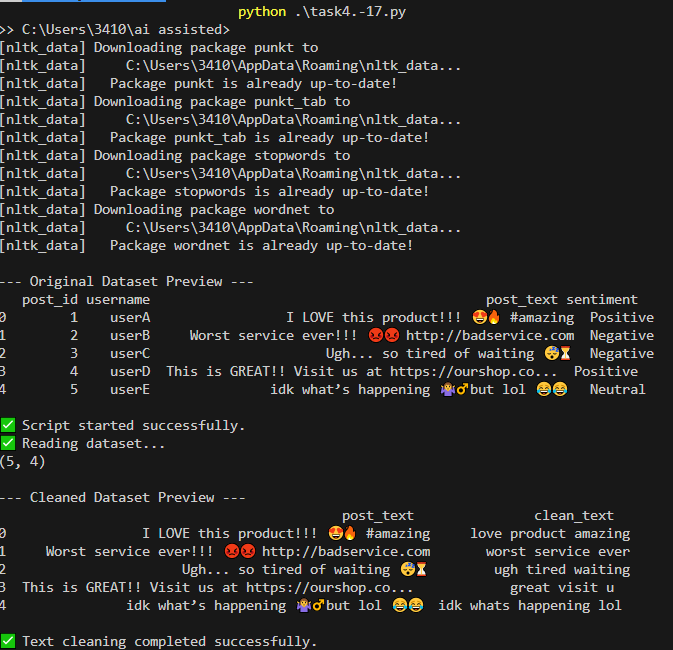 python .\task4.-17.py
>> C:\Users\3410\ai assisted>
[nltk_data] Downloading package punkt to
[nltk_data]     C:\Users\3410\AppData\Roaming\nltk_data...
[nltk_data]   Package punkt is already up-to-date!
[nltk_data] Downloading package punkt_tab to
[nltk_data]     C:\Users\3410\AppData\Roaming\nltk_data...
[nltk_data]   Package punkt_tab is already up-to-date!
[nltk_data] Downloading package stopwords to
[nltk_data]     C:\Users\3410\AppData\Roaming\nltk_data...
[nltk_data]   Package stopwords is already up-to-date!
[nltk_data] Downloading package wordnet to
[nltk_data]     C:\Users\3410\AppData\Roaming\nltk_data...
[nltk_data]   Package wordnet is already up-to-date!
--- Original Dataset Preview ---
post_id username post_text sentiment
0 1 userA I LOVE this product!!! 🤩🔥 #amazing Positive
1 2 userB Worst service ever!!! 😡😡 http://badservice.com Negative
2 3 userC Ugh... so tired of waiting 😴⏳ Negative
3 4 userD This is GREAT!! Visit us at https://ourshop.co... Positive
4 5 userE idk what’s happening 🤷♂but lol 😂😂 Neutral
✅ Script started successfully.
✅ Reading dataset...
(5, 4)
--- Cleaned Dataset Preview ---
post_text clean_text
0 I LOVE this product!!! 🤩🔥 #amazing love product amazing
1 Worst service ever!!! 😡😡 http://badservice.com worst service ever
2 Ugh... so tired of waiting 😴⏳ ugh tired waiting
3 This is GREAT!! Visit us at https://ourshop.co... great visit u
4 idk what’s happening 🤷♂but lol 😂😂 idk whats happening lol
✅ Text cleaning completed successfully.